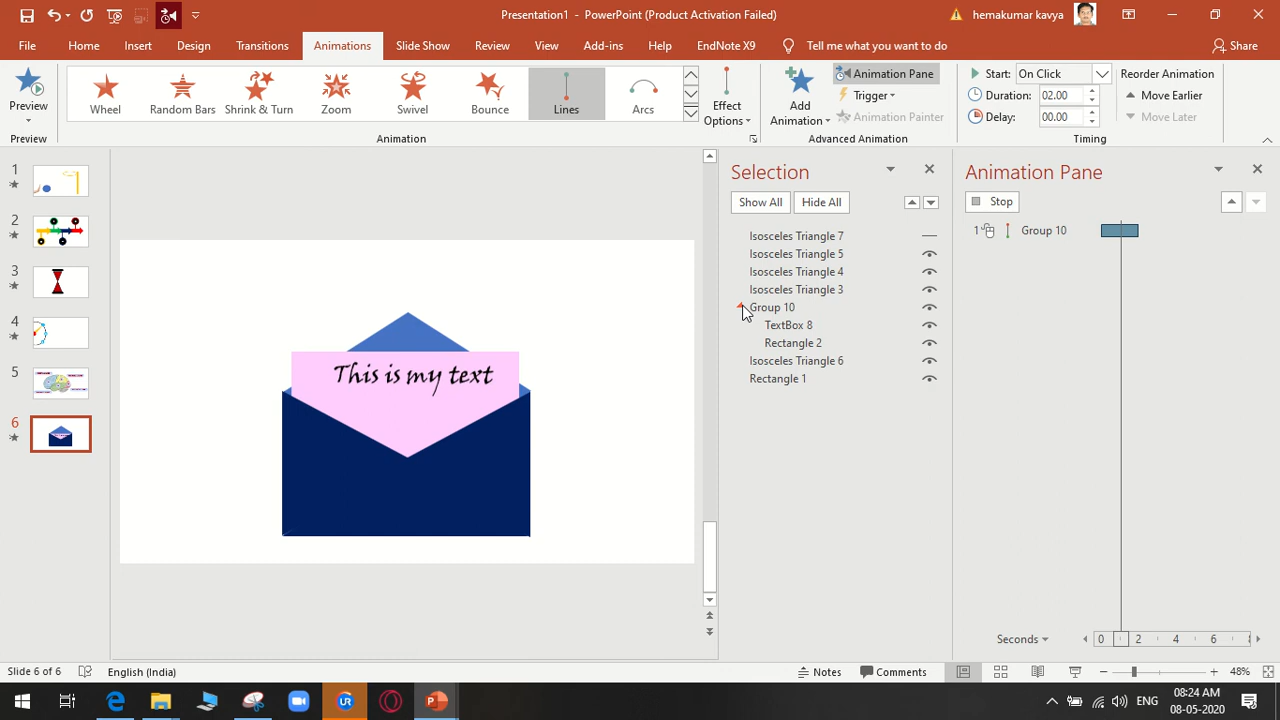 Presentation1 - PowerPoint (Product Activation Failed)
hemakumar kavya
File Home Insert Design Transitions Animations Slide Show Review View Add-ins Help EndNote X9 Tell me what you want to do Share
Preview
Wheel Random Bars Shrink & Turn Zoom Swivel Bounce Lines Arcs
Effect Options
Add Animation
Animation Pane
Trigger
Animation Painter
Start: On Click
Duration: 02.00
Delay: 00.00
Reorder Animation
Move Earlier
Move Later
Preview Animation Advanced Animation Timing
1
2
3
4
5
6
This is my text
Selection
Show All Hide All
Isosceles Triangle 7
Isosceles Triangle 5
Isosceles Triangle 4
Isosceles Triangle 3
Group 10
TextBox 8
Rectangle 2
Isosceles Triangle 6
Rectangle 1
Animation Pane
Stop
1 Group 10
Seconds 0 2 4 6
Slide 6 of 6 English (India) Notes Comments 48%
ENG
08:24 AM
08-05-2020